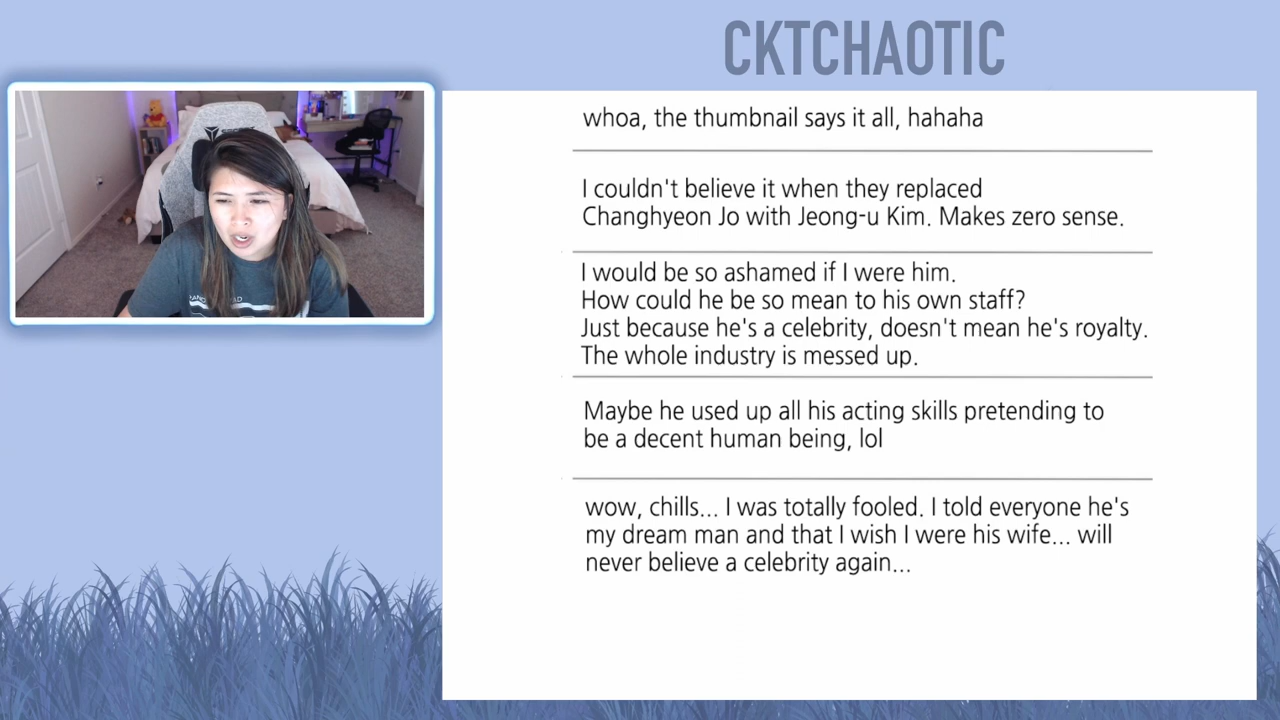 CKTCHAOTIC
whoa, the thumbnail says it all, hahaha
I couldn't believe it when they replaced
Changhyeon Jo with Jeong-u Kim. Makes zero sense.
I would be so ashamed if I were him.
How could he be so mean to his own staff?
Just because he's a celebrity, doesn't mean he's royalty.
The whole industry is messed up.
Maybe he used up all his acting skills pretending to
be a decent human being, lol
wow, chills... I was totally fooled. I told everyone he's
my dream man and that I wish I were his wife... will
never believe a celebrity again...